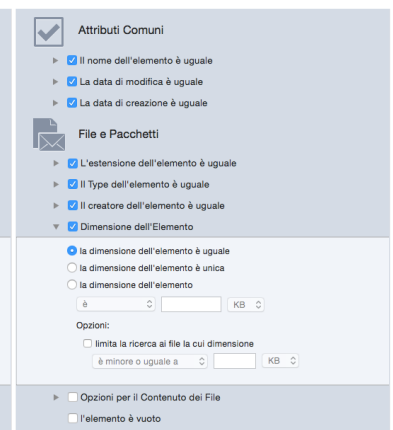 Attributi Comuni
Il nome dell'elemento è uguale
La data di modifica è uguale
La data di creazione è uguale
File e Pacchetti
L'estensione dell'elemento è uguale
Il Type dell'elemento è uguale
Il creatore dell'elemento è uguale
Dimensione dell'Elemento
la dimensione dell'elemento è uguale
la dimensione dell'elemento è unica
la dimensione dell'elemento
è KB
Opzioni:
limita la ricerca ai file la cui dimensione
è minore o uguale a KB
Opzioni per il Contenuto dei File
l'elemento è vuoto